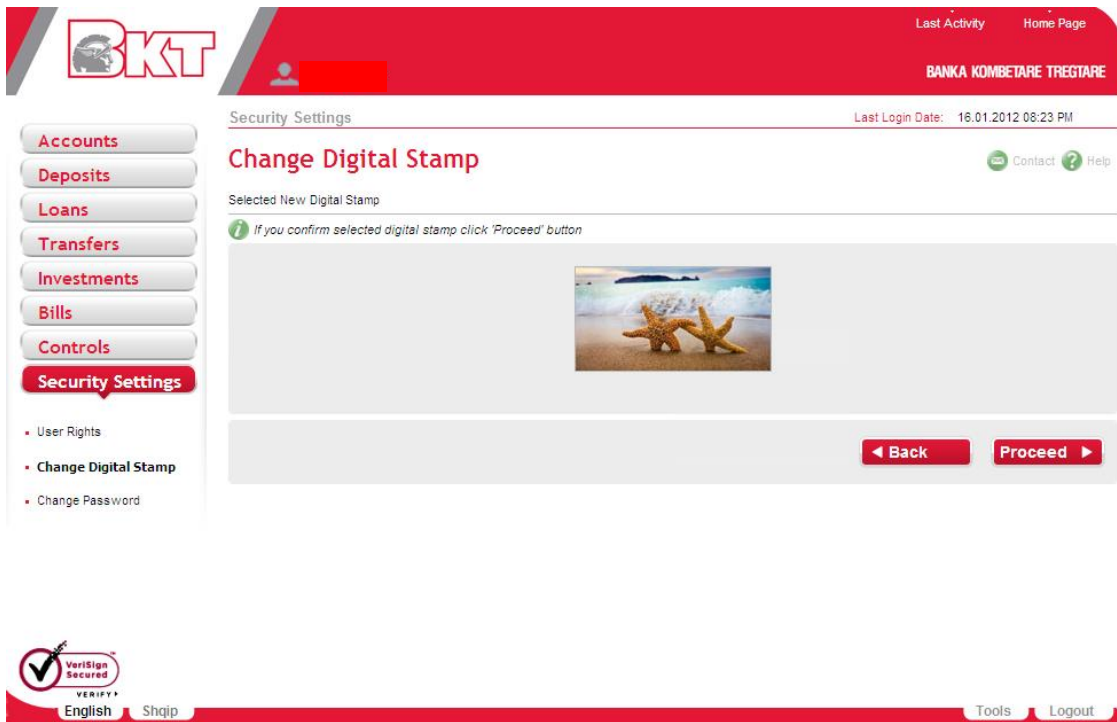 BKT
Last Activity Home Page
BANKA KOMBETARE TREGTARE
Security Settings
Last Login Date: 16.01.2012 08:23 PM
Change Digital Stamp
Contact Help
Selected New Digital Stamp
If you confirm selected digital stamp click 'Proceed' button
Accounts
Deposits
Loans
Transfers
Investments
Bills
Controls
Security Settings
User Rights
Change Digital Stamp
Change Password
Back
Proceed
VeriSign
Secured
VERIFY
English Shqip
Tools Logout